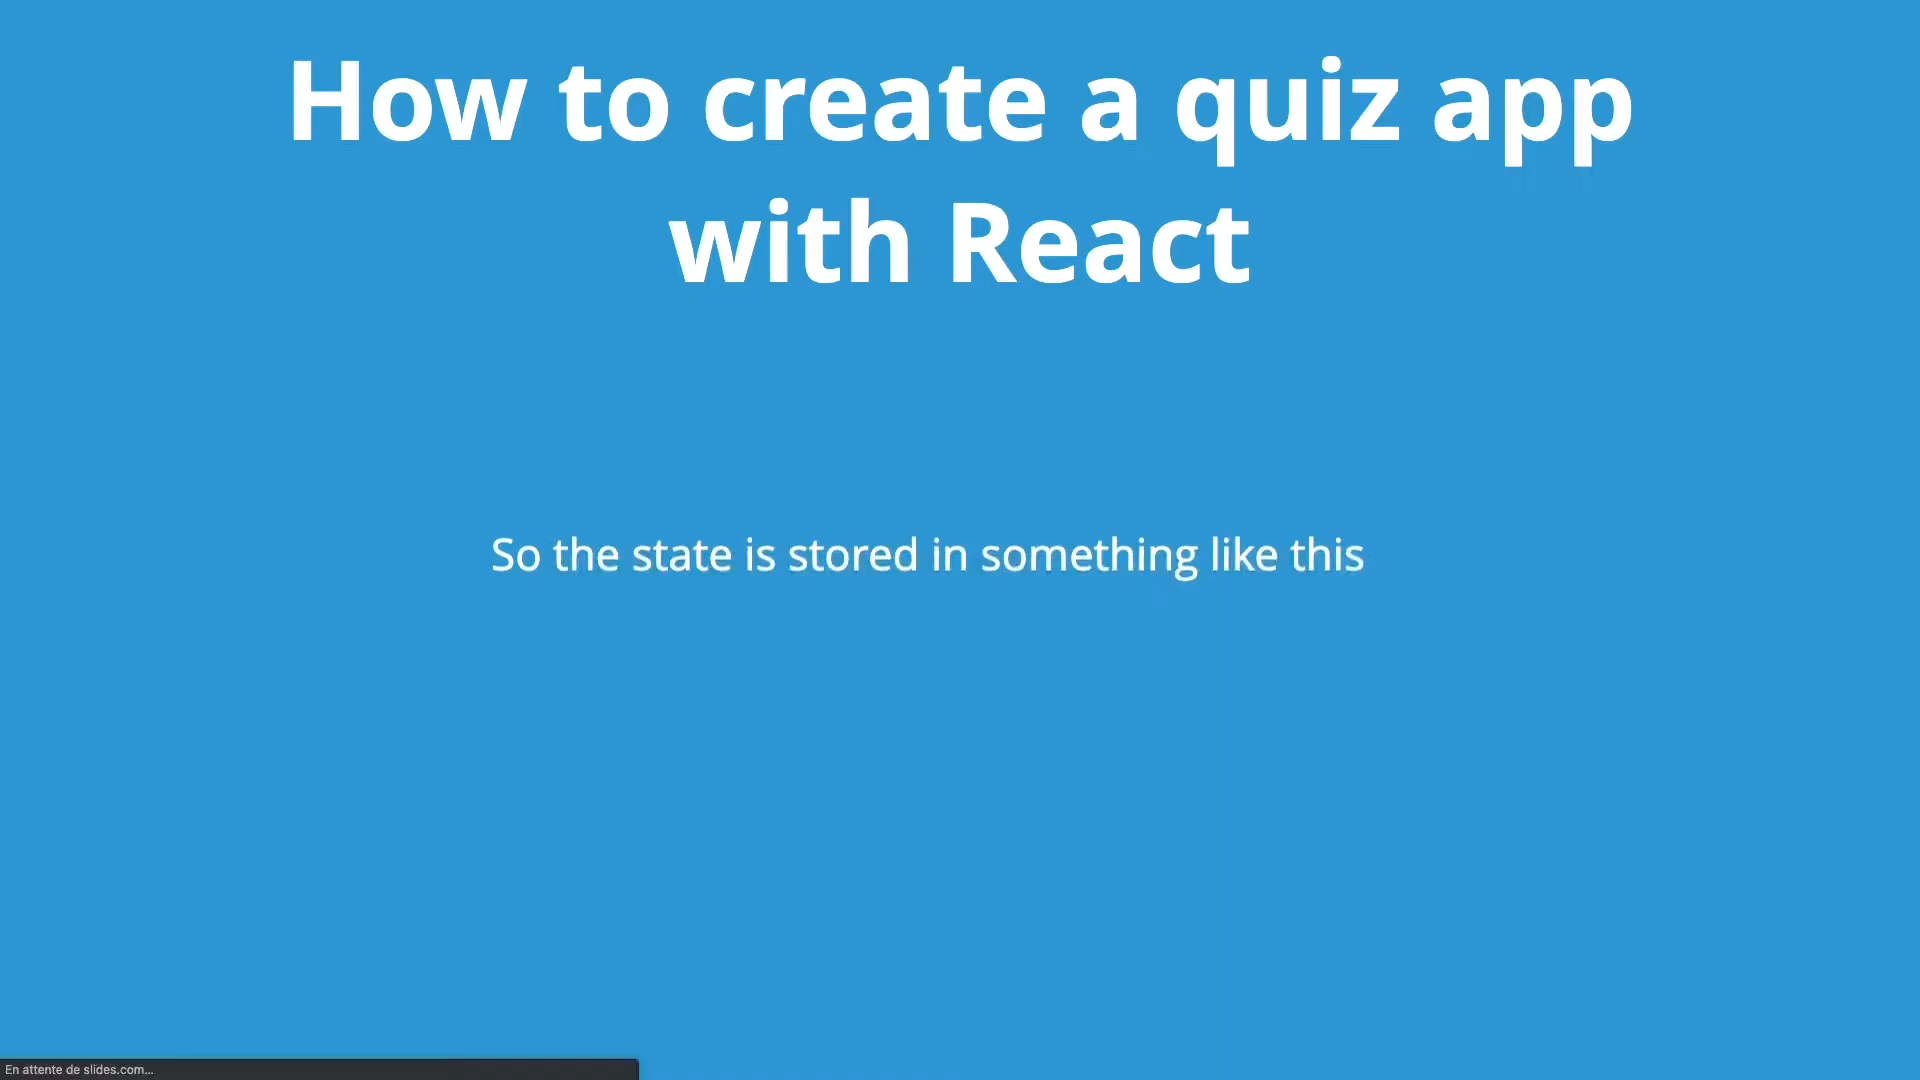 How to create a quiz app
with React
So the state is stored in something like this
En attente de slides.com...